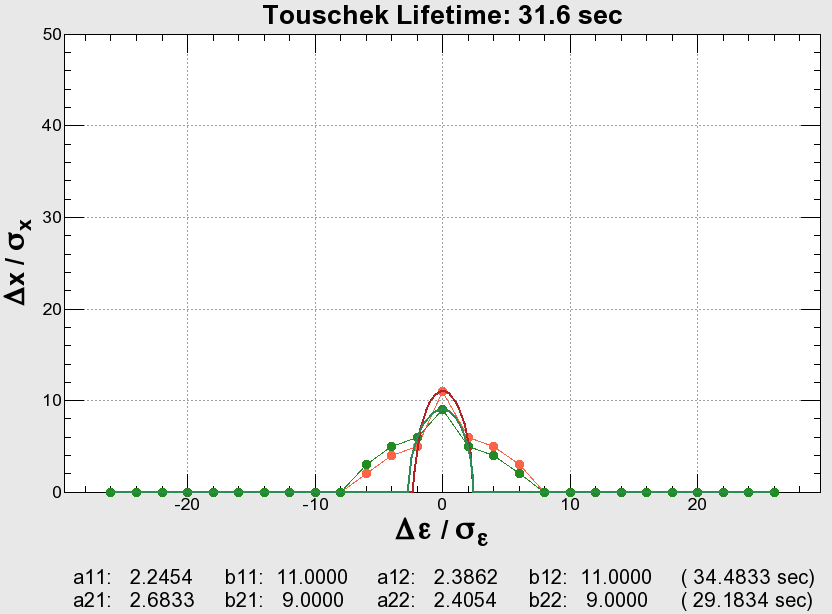 Touschek Lifetime: 31.6 sec
50
40
30
20
10
0
Δx / σx
-20 -10 0 10 20
Δε / σε
a11: 2.2454 b11: 11.0000 a12: 2.3862 b12: 11.0000 ( 34.4833 sec)
a21: 2.6833 b21: 9.0000 a22: 2.4054 b22: 9.0000 ( 29.1834 sec)